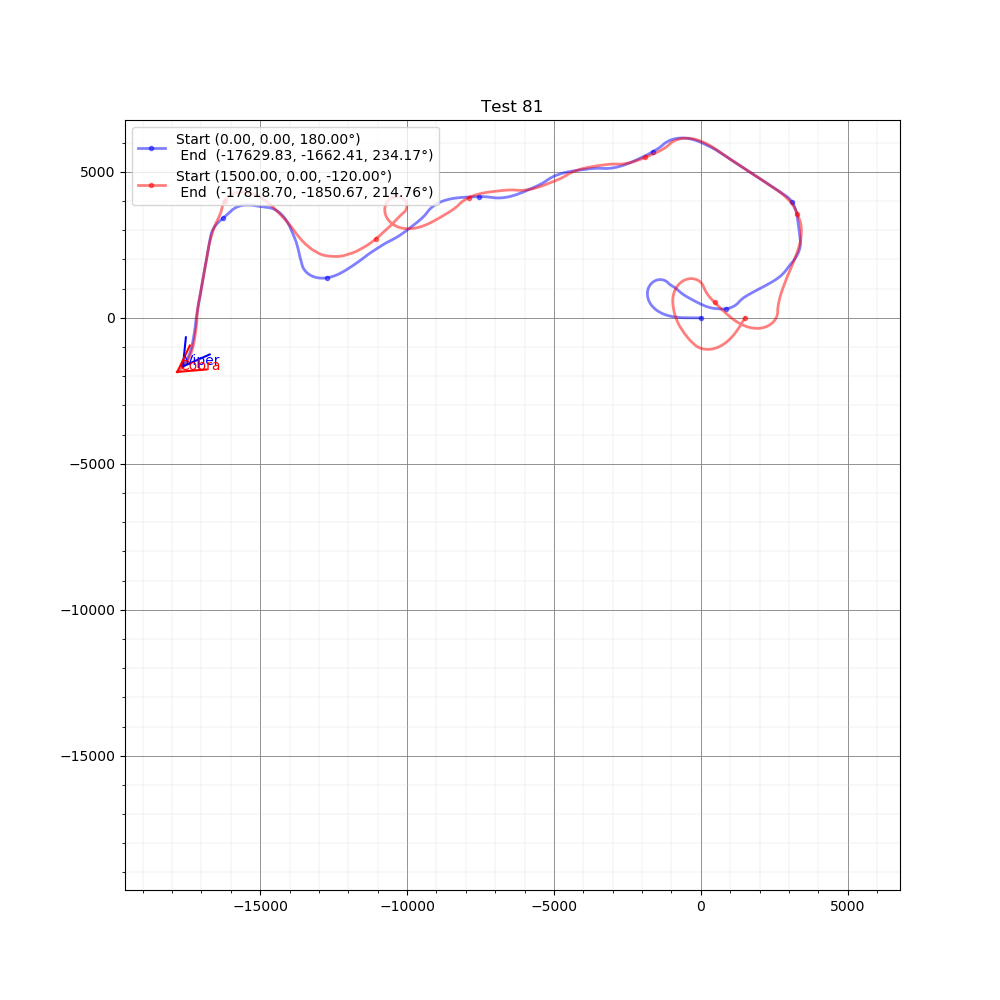 Test 81
Start (0.00, 0.00, 180.00°)
End (-17629.83, -1662.41, 234.17°)
Start (1500.00, 0.00, -120.00°)
End (-17818.70, -1850.67, 214.76°)
5000
0
−5000
−10000
−15000
Viper
Cobra
−15000 −10000 −5000 0 5000